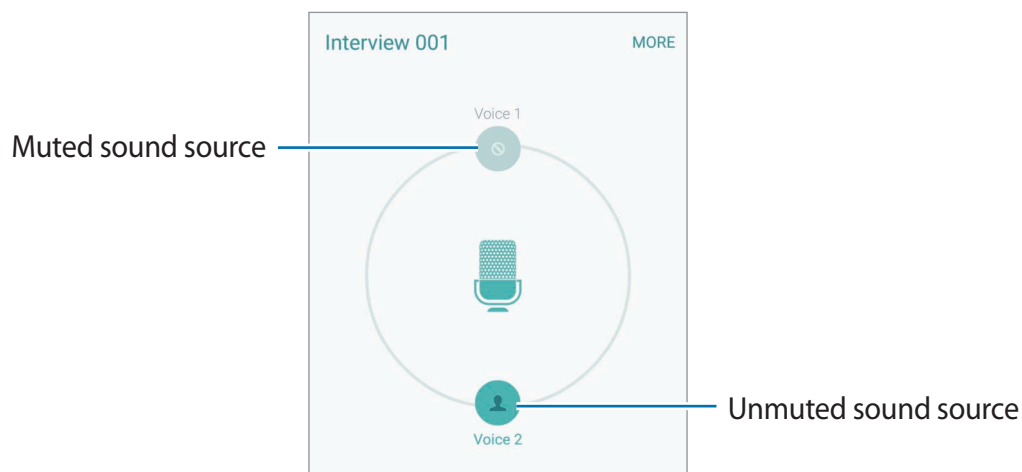 Interview 001 MORE
Voice 1
Muted sound source
Unmuted sound source
Voice 2